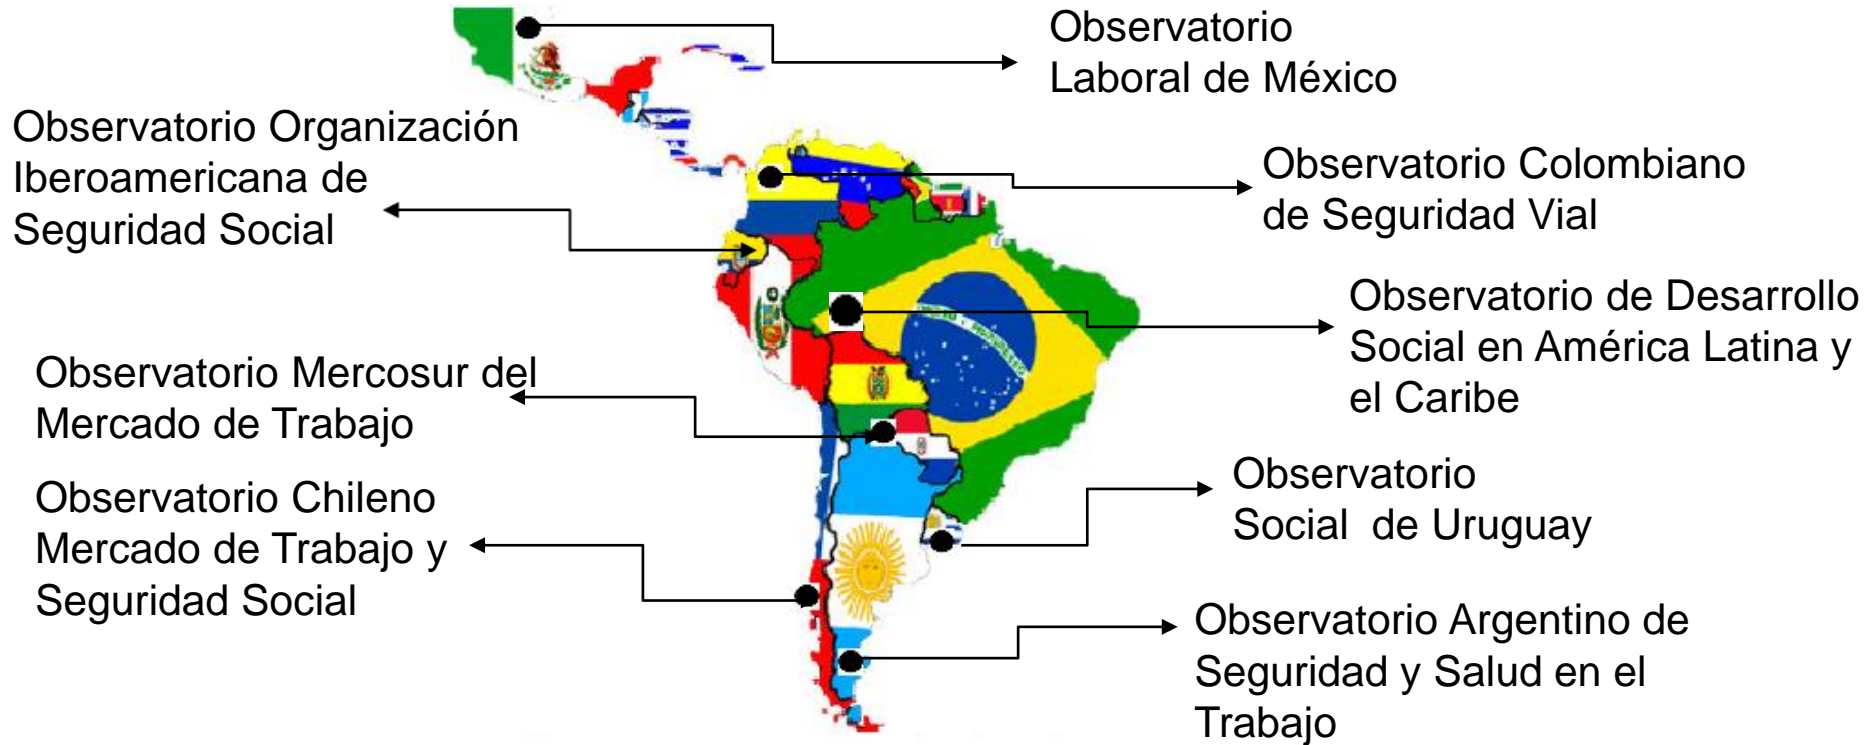 Observatorio
Laboral de México
Observatorio Organización
Iberoamericana de
Seguridad Social
Observatorio Colombiano
de Seguridad Vial
Observatorio de Desarrollo
Social en América Latina y
el Caribe
Observatorio Mercosur del
Mercado de Trabajo
Observatorio Chileno
Mercado de Trabajo y
Seguridad Social
Observatorio
Social  de Uruguay
Observatorio Argentino de
Seguridad y Salud en el
Trabajo